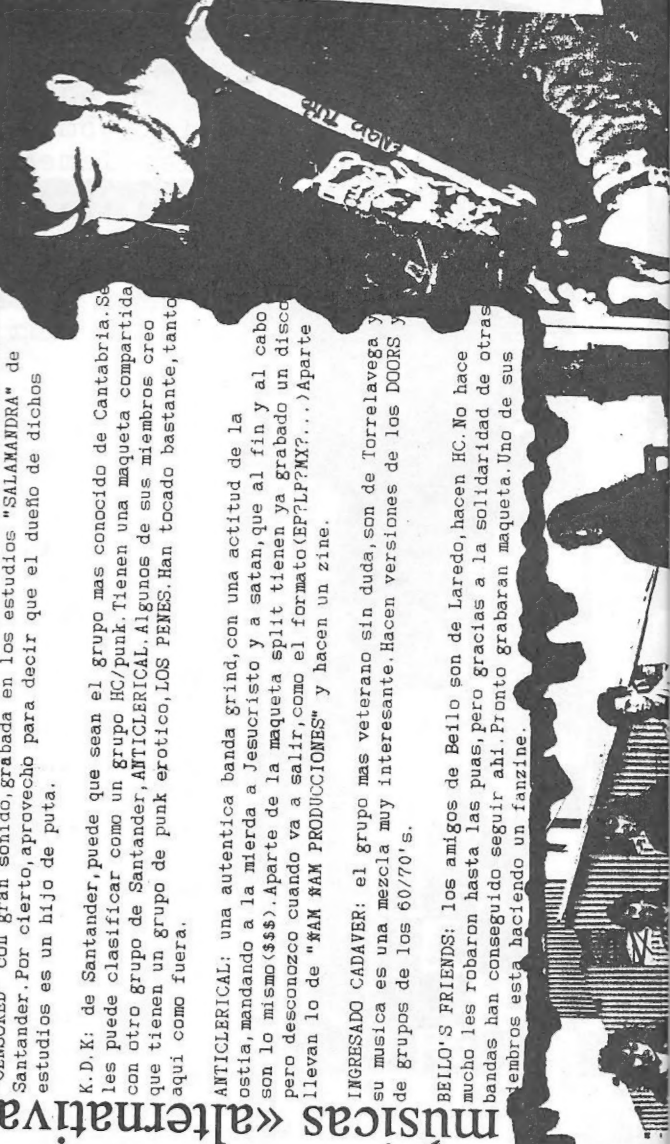 CENSORED" con gran sonido,grabada en los estudios "SALAMANDRA" de
Santander.Por cierto,aprovecho para decir que el dueño de dichos
estudios es un hijo de puta.
K.D.K: de Santander,puede que sean el grupo mas conocido de Cantabria.Se
les puede clasificar como un grupo HC/punk.Tienen una maqueta compartida
con otro grupo de Santander,ANTICLERICAL.Algunos de sus miembros creo
que tienen un grupo de punk erotico,LOS PENES.Han tocado bastante,tanto
aqui como fuera.
ANTICLERICAL: una autentica banda grind,con una actitud de la
ostia,mandando a la mierda a Jesucristo y a satan,que al fin y al cabo
son lo mismo($$$).Aparte de la maqueta split tienen ya grabado un disco
pero desconozco cuando va a salir,como el formato(EP?LP?MX?...)Aparte
llevan lo de "ÑAM ÑAM PRODUCCIONES" y hacen un zine.
INGRESADO CADAVER: el grupo mas veterano sin duda,son de Torrelavega y
su musica es una mezcla muy interesante.Hacen versiones de los DOORS y
de grupos de los 60/70's.
BEILO'S FRIENDS: los amigos de Beilo son de Laredo,hacen HC.No hace
mucho les robaron hasta las puas,pero gracias a la solidaridad de otras
bandas han conseguido seguir ahi.Pronto grabaran maqueta.Uno de sus
iembros esta haciendo un fanzine.
músicas «alternativa